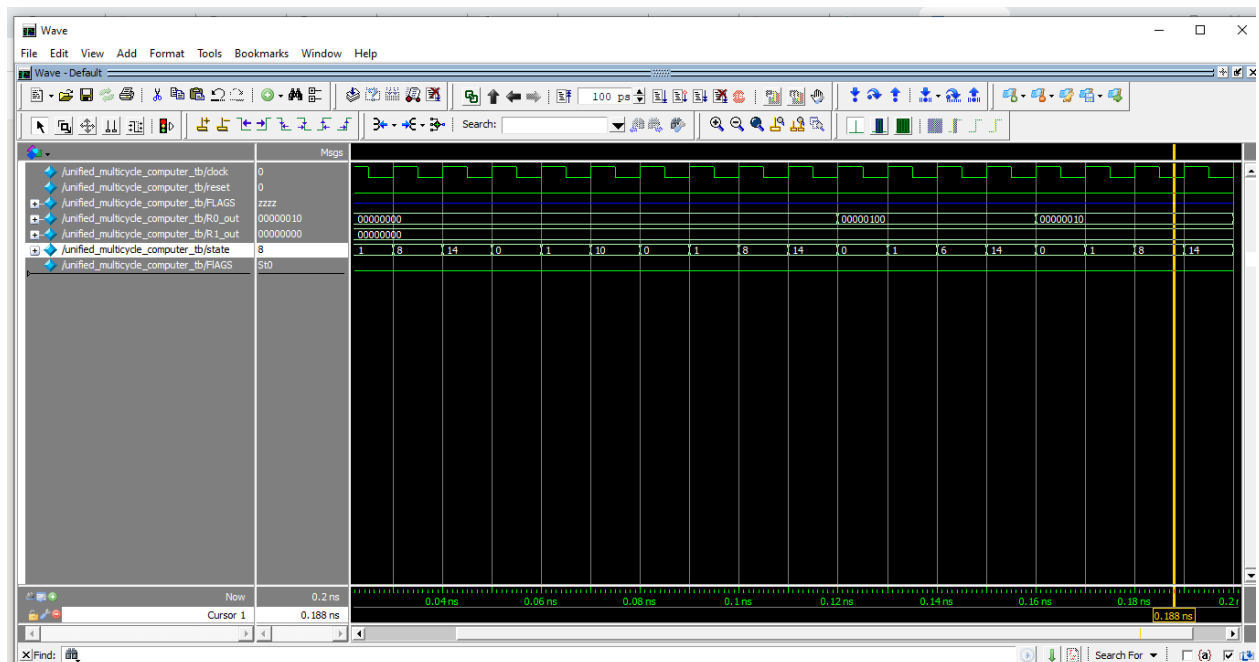 Wave
File Edit View Add Format Tools Bookmarks Window Help
Wave - Default
100 ps
Search:
Msgs
/unified_multicycle_computer_tb/clock 0
/unified_multicycle_computer_tb/reset 0
/unified_multicycle_computer_tb/FLAGS zzzz
/unified_multicycle_computer_tb/R0_out 00000010 00000000 00000100 00000010
/unified_multicycle_computer_tb/R1_out 00000000 00000000
/unified_multicycle_computer_tb/state 8 1 8 14 0 1 10 0 1 8 14 0 1 6 14 0 1 8 14
/unified_multicycle_computer_tb/FlAGS St0
Now 0.2 ns 0.04 ns 0.06 ns 0.08 ns 0.1 ns 0.12 ns 0.14 ns 0.16 ns 0.18 ns 0.2
Cursor 1 0.188 ns 0.188 ns
Find: Search For {a}